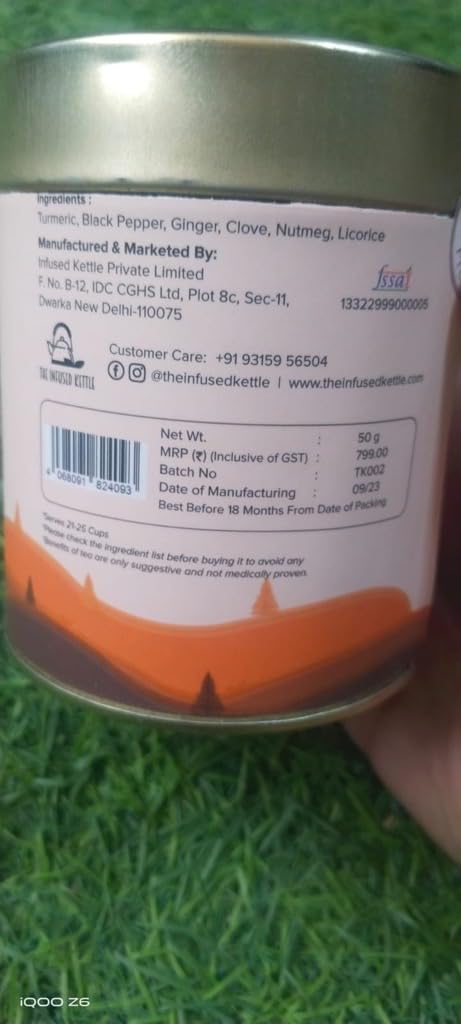 Ingredients :
Turmeric, Black Pepper, Ginger, Clove, Nutmeg, Licorice
Manufactured & Marketed By:
Infused Kettle Private Limited
F. No. B-12, IDC CGHS Ltd, Plot 8c, Sec-11,
Dwarka New Delhi-110075
fssai
13322999000005
THE INFUSED KETTLE
Customer Care: +91 93159 56504
@theinfusedkettle | www.theinfusedkettle.com
Net Wt. : 50 g
MRP (₹) (Inclusive of GST) : 799.00
Batch No : TK002
Date of Manufacturing : 09/23
Best Before 18 Months From Date of Packing
4 068091 824093
*Serves 21-25 Cups
*Please check the ingredient list before buying it to avoid any
*Benefits of tea are only suggestive and not medically proven.
iQOO Z6